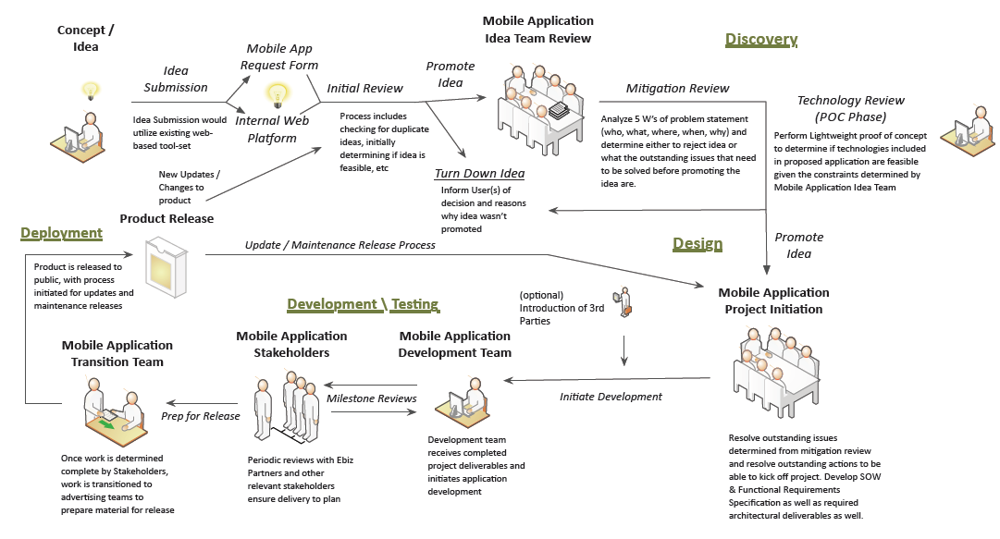 Concept /
Idea
Idea
Submission
Idea Submission would
utilize existing web-
based tool-set
Mobile App
Request Form
Internal Web
Platform
New Updates /
Changes to
product
Initial Review
Process includes
checking for duplicate
ideas, initially
determining if idea is
feasible, etc
Promote
Idea
Turn Down Idea
Inform User(s) of
decision and reasons
why idea wasn't
promoted
Mobile Application
Idea Team Review
Discovery
Mitigation Review
Analyze 5 W's of problem statement
(who, what, where, when, why) and
determine either to reject idea or
what the outstanding issues that need
to be solved before promoting the
idea are.
Technology Review
(POC Phase)
Perform Lightweight proof of concept
to determine if technologies included
in proposed application are feasible
given the constraints determined by
Mobile Application Idea Team
Promote
Idea
Deployment
Product Release
Product is released to
public, with process
initiated for updates and
maintenance releases
Update / Maintenance Release Process
Design
Mobile Application
Project Initiation
Resolve outstanding issues
determined from mitigation review
and resolve outstanding actions to be
able to kick off project. Develop SOW
& Functional Requirements
Specification as well as required
architectural deliverables as well.
(optional)
Introduction of 3rd
Parties
Initiate Development
Development \ Testing
Mobile Application
Development Team
Development team
receives completed
project deliverables and
initiates application
development
Milestone Reviews
Mobile Application
Stakeholders
Periodic reviews with Ebiz
Partners and other
relevant stakeholders
ensure delivery to plan
Prep for Release
Mobile Application
Transition Team
Once work is determined
complete by Stakeholders,
work is transitioned to
advertising teams to
prepare material for release